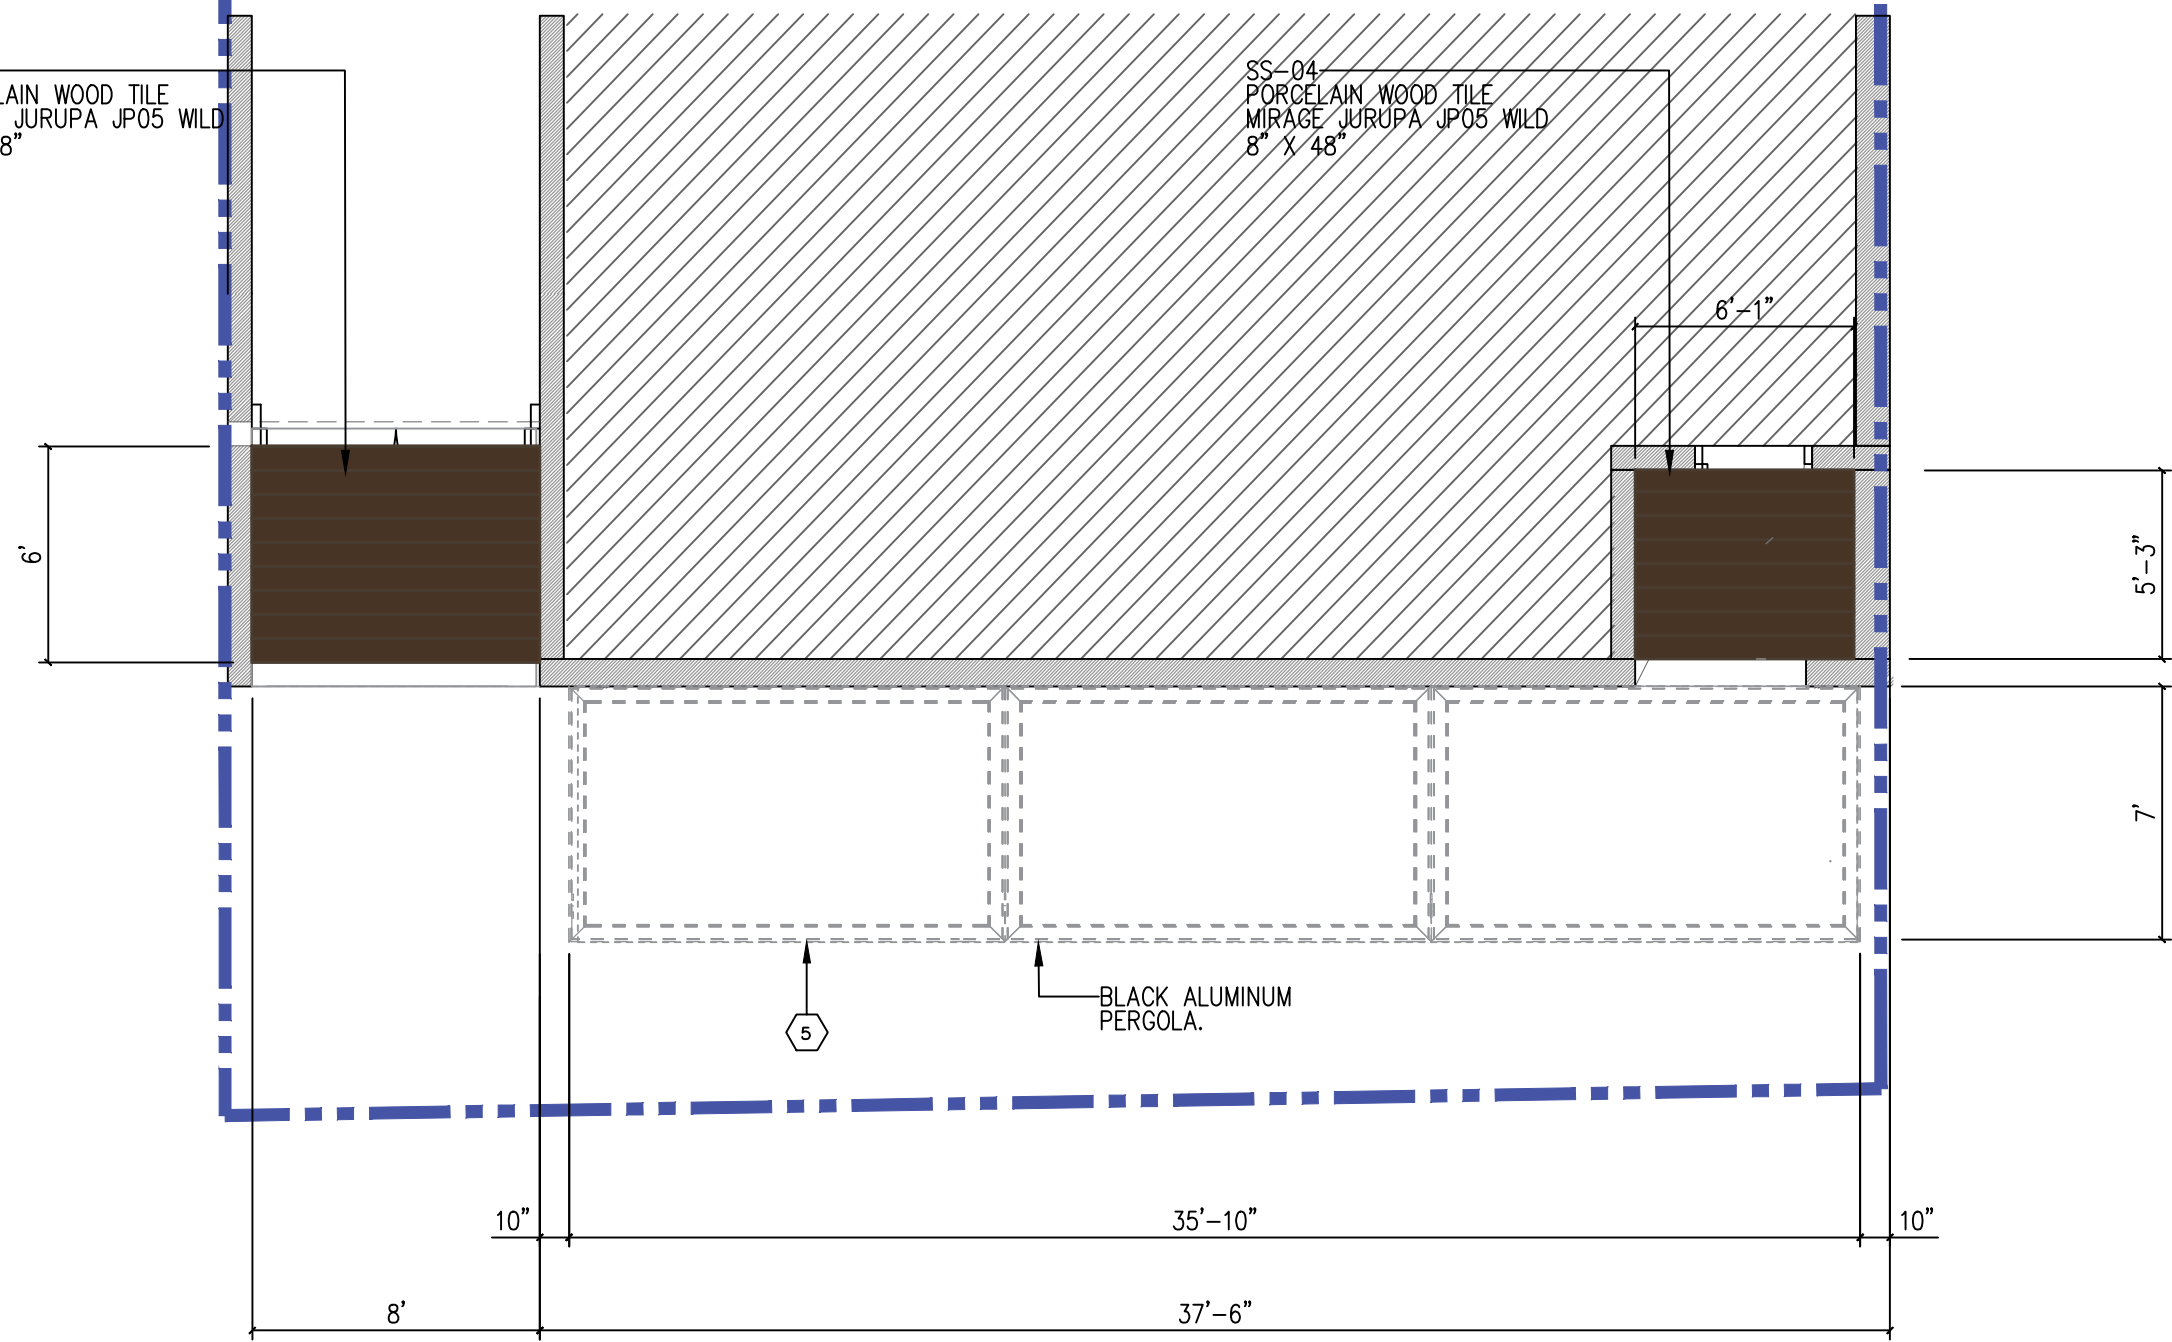 LAIN WOOD TILE
JURUPA JP05 WILD
8"
SS-04
PORCELAIN WOOD TILE
MIRAGE JURUPA JP05 WILD
8" X 48"
6'-1"
6'
5'-3"
7'
BLACK ALUMINUM
PERGOLA.
5
10"
35'-10"
10"
8'
37'-6"